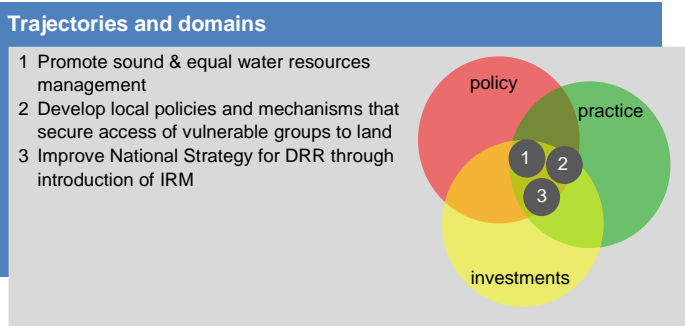 Trajectories and domains
1 Promote sound & equal water resources
management
2 Develop local policies and mechanisms that
secure access of vulnerable groups to land
3 Improve National Strategy for DRR through
introduction of IRM
policy
practice
1
2
3
investments